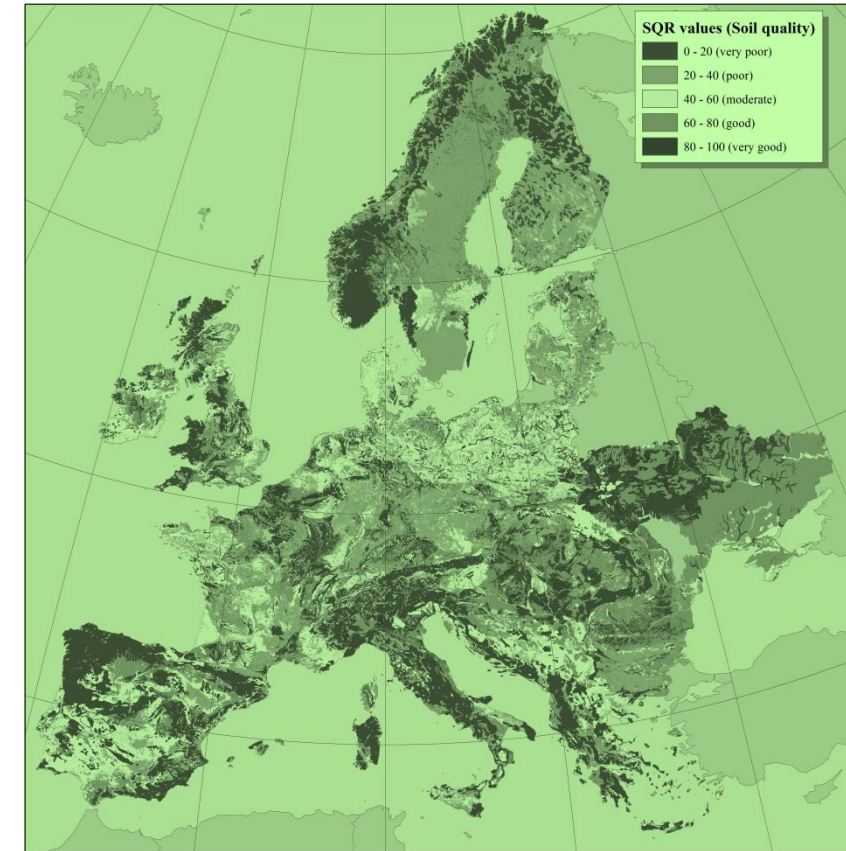 SQR values (Soil quality)
0 - 20 (very poor)
20 - 40 (poor)
40 - 60 (moderate)
60 - 80 (good)
80 - 100 (very good)